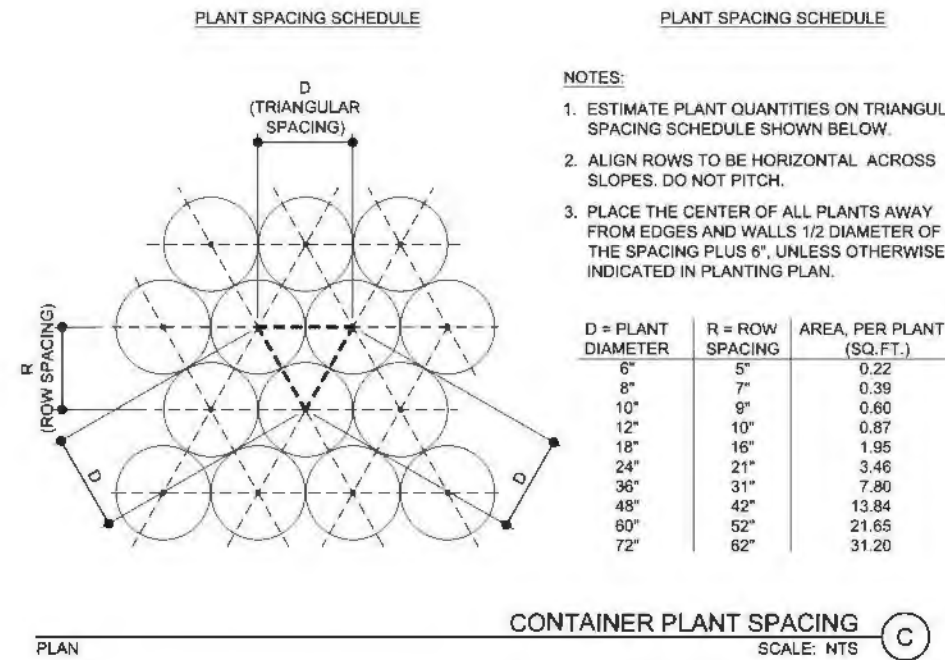 PLANT SPACING SCHEDULE
D
(TRIANGULAR
SPACING)
R
(ROW SPACING)
D
D
PLANT SPACING SCHEDULE
NOTES:
1. ESTIMATE PLANT QUANTITIES ON TRIANGUL
SPACING SCHEDULE SHOWN BELOW.
2. ALIGN ROWS TO BE HORIZONTAL ACROSS
SLOPES. DO NOT PITCH.
3. PLACE THE CENTER OF ALL PLANTS AWAY
FROM EDGES AND WALLS 1/2 DIAMETER OF
THE SPACING PLUS 6", UNLESS OTHERWISE
INDICATED IN PLANTING PLAN.
D = PLANT R = ROW AREA, PER PLANT
DIAMETER SPACING (SQ.FT.)
6" 5" 0.22
8" 7" 0.39
10" 9" 0.60
12" 10" 0.87
18" 16" 1.95
24" 21" 3.46
36" 31" 7.80
48" 42" 13.84
60" 52" 21.65
72" 62" 31.20
CONTAINER PLANT SPACING C
PLAN SCALE: NTS